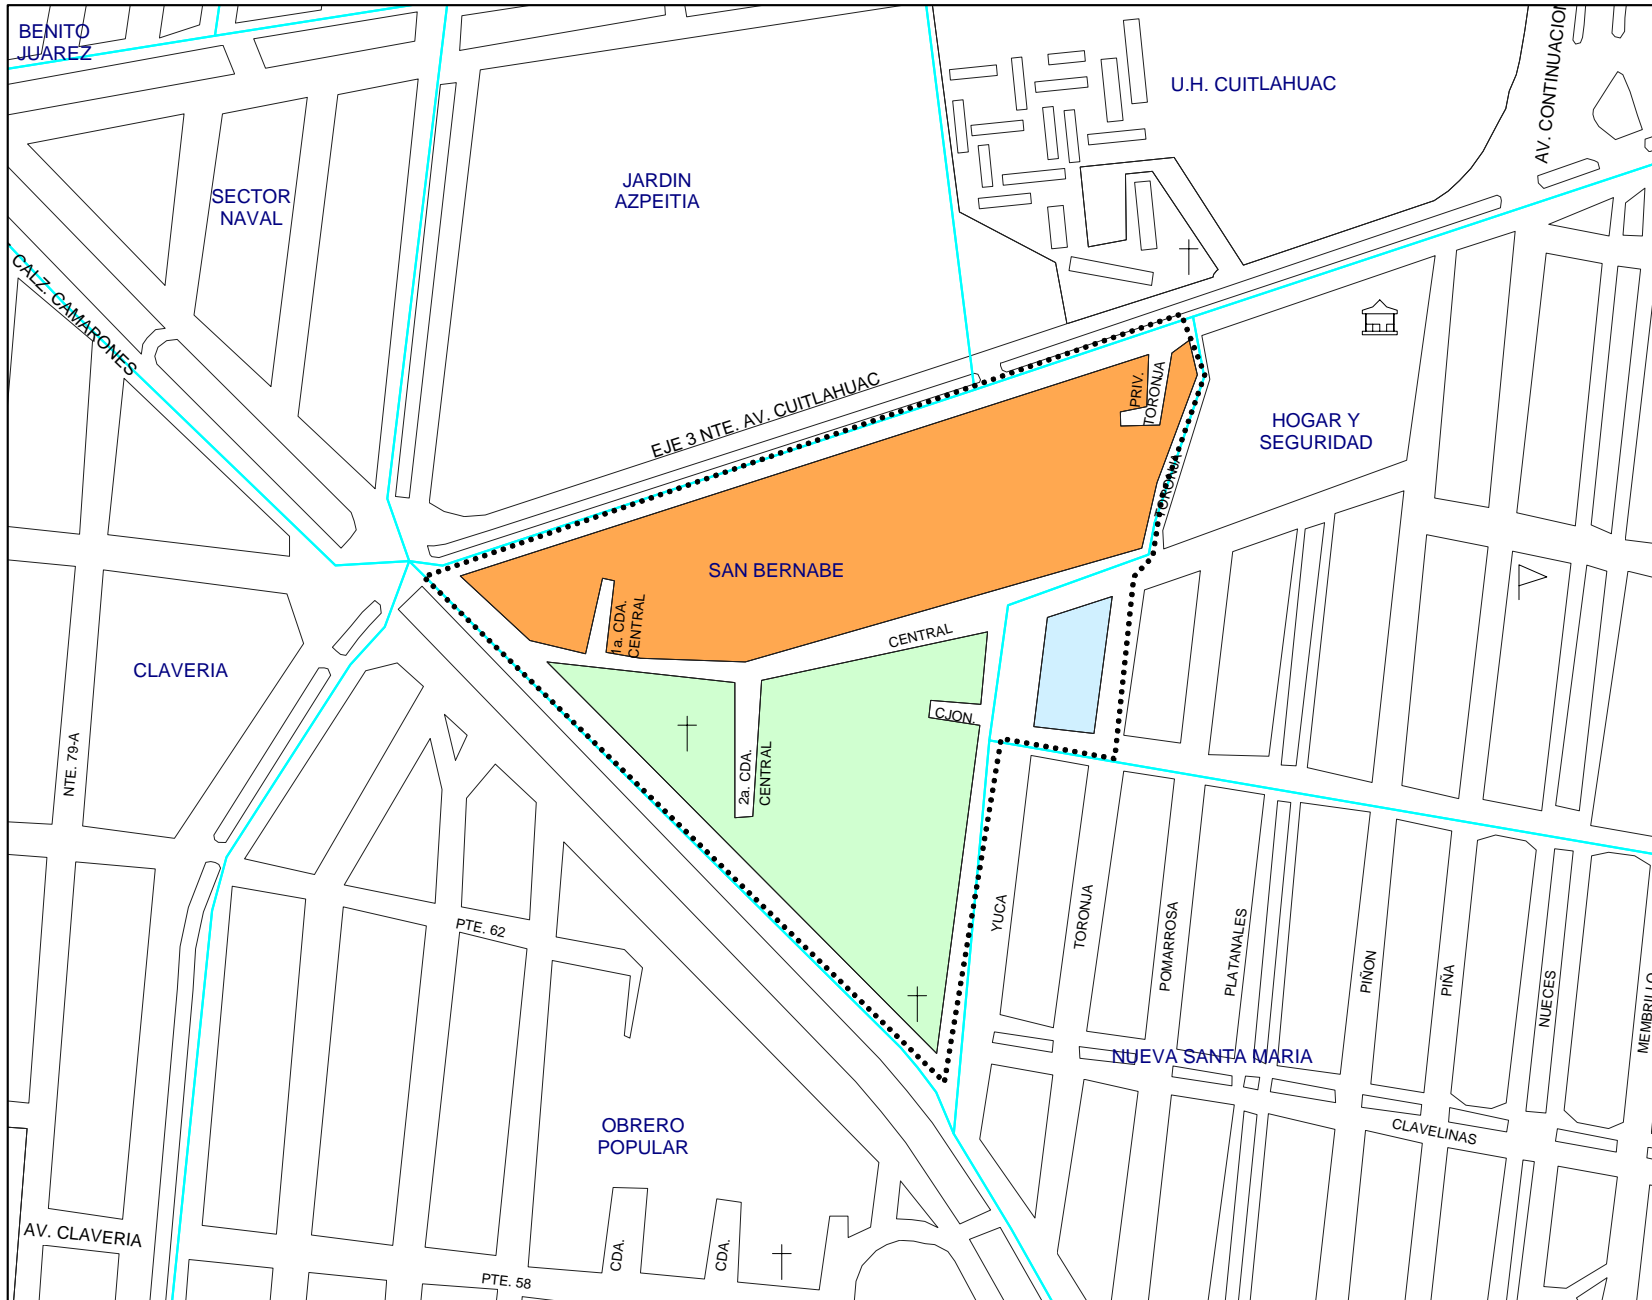 BENITO
JUAREZ
U.H. CUITLAHUAC
AV. CONTINUACION
JARDIN
AZPEITIA
SECTOR
NAVAL
CALZ. CAMARONES
EJE 3 NTE. AV. CUITLAHUAC
PRIV.
TORONJA
HOGAR Y
SEGURIDAD
TORONJA
SAN BERNABE
1a. CDA.
CENTRAL
CENTRAL
CLAVERIA
CJON.
NTE. 79-A
2a. CDA.
CENTRAL
PTE. 62
YUCA
TORONJA
POMARROSA
PLATANALES
PIÑON
PIÑA
NUECES
MEMBRILLO
NUEVA SANTA MARIA
OBRERO
POPULAR
CLAVELINAS
AV. CLAVERIA
CDA.
CDA.
PTE. 58